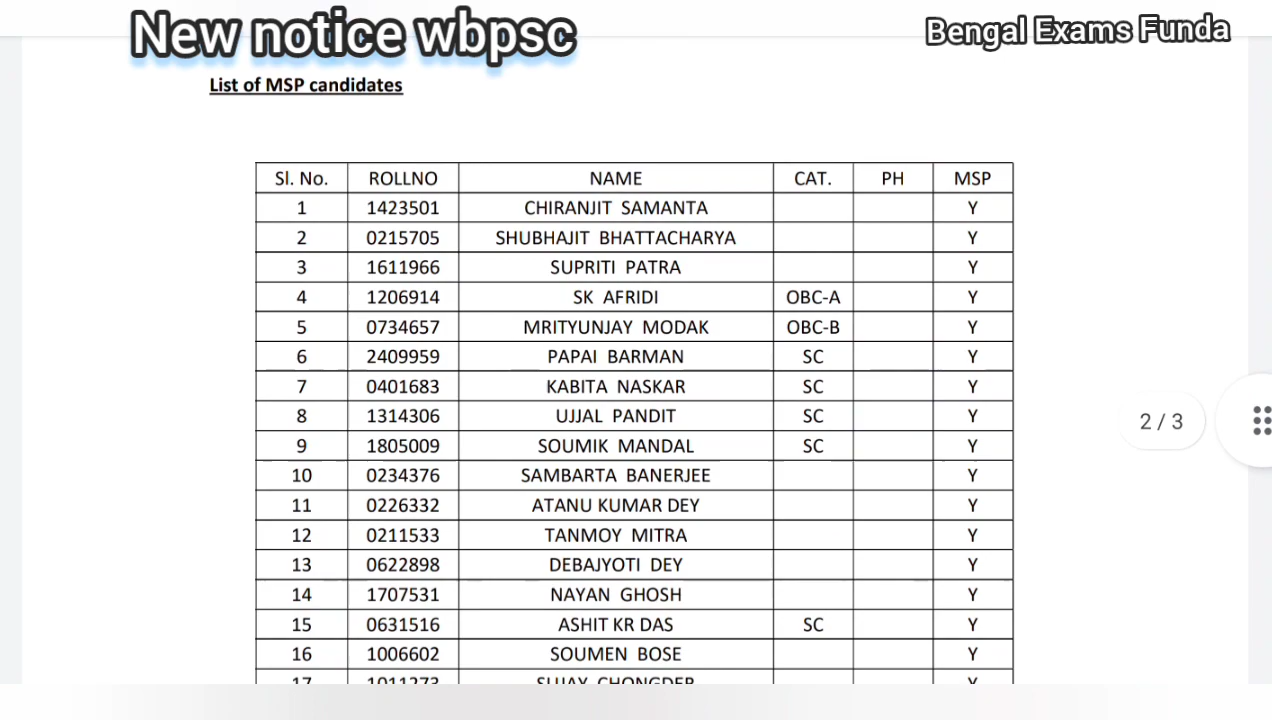 New notice wbpsc
Bengal Exams Funda
List of MSP candidates
Sl. No. ROLLNO NAME CAT. PH MSP
1 1423501 CHIRANJIT SAMANTA Y
2 0215705 SHUBHAJIT BHATTACHARYA Y
3 1611966 SUPRITI PATRA Y
4 1206914 SK AFRIDI OBC-A Y
5 0734657 MRITYUNJAY MODAK OBC-B Y
6 2409959 PAPAI BARMAN SC Y
7 0401683 KABITA NASKAR SC Y
8 1314306 UJJAL PANDIT SC Y
9 1805009 SOUMIK MANDAL SC Y
10 0234376 SAMBARTA BANERJEE Y
11 0226332 ATANU KUMAR DEY Y
12 0211533 TANMOY MITRA Y
13 0622898 DEBAJYOTI DEY Y
14 1707531 NAYAN GHOSH Y
15 0631516 ASHIT KR DAS SC Y
16 1006602 SOUMEN BOSE Y
17 1011273 Y
2 / 3